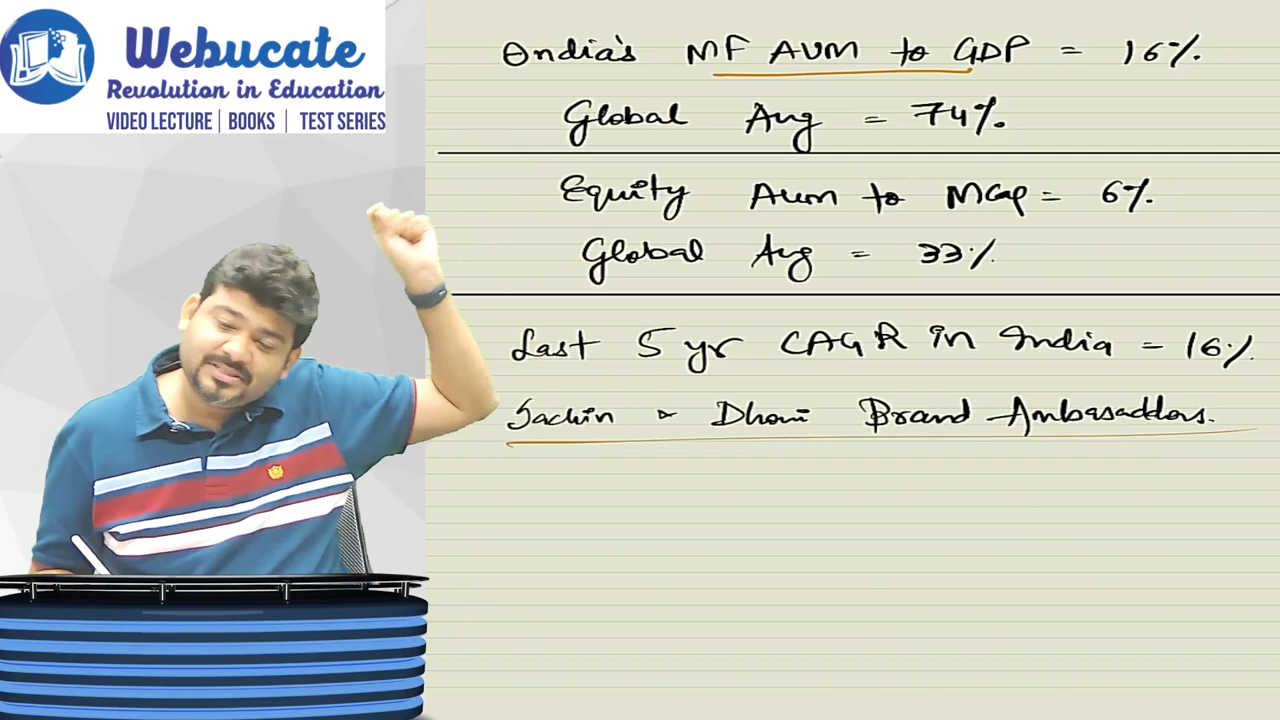 Webucate
Revolution in Education
VIDEO LECTURE | BOOKS | TEST SERIES
India's MF AUM to GDP = 16%.
Global Avg = 74%.
Equity Aum to MCap = 6%.
Global Avg = 33%
Last 5 yr CAGR in India = 16%.
Sachin & Dhoni Brand Ambasaddors.